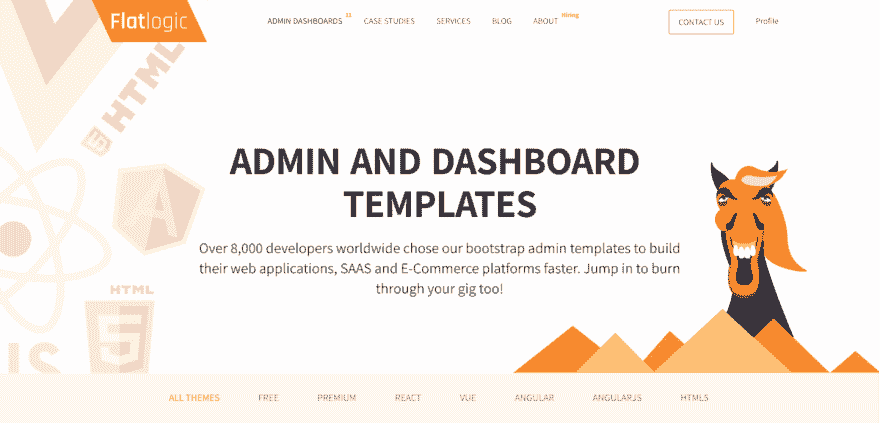 Flatlogic
ADMIN DASHBOARDS CASE STUDIES SERVICES BLOG ABOUT Hiring CONTACT US Profile
HTML
ADMIN AND DASHBOARD
TEMPLATES
Over 8,000 developers worldwide chose our bootstrap admin templates to build
their web applications, SAAS and E-Commerce platforms faster. Jump in to burn
through your gig too!
HTML
JS
ALL THEMES FREE PREMIUM REACT VUE ANGULAR ANGULARJS HTML5